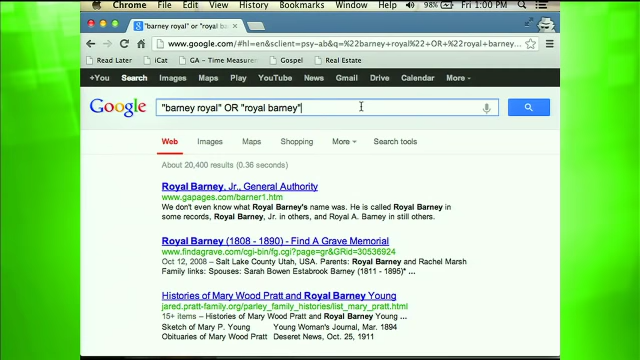 Chrome File Edit View History Bookmarks Window Help 98% Fri 1:00 PM
"barney royal" OR "royal b
www.google.com/#hl=en&sclient=psy-ab&q=%22barney+royal%22+OR+%22royal+barney...
Read Later iCat GA - Time Measurem Gospel Real Estate
+You Search Images Maps Play YouTube News Gmail Drive Calendar More
Google "barney royal" OR "royal barney"
Web Images Maps Shopping More Search tools
About 20,400 results (0.36 seconds)
Royal Barney, Jr., General Authority
www.gapages.com/barner1.htm
We don't even know what Royal Barney's name was. He is called Royal Barney in
some records, Royal Barney, Jr. in others, and Royal A. Barney in still others.
Royal Barney (1808 - 1890) - Find A Grave Memorial
www.findagrave.com/cgi-bin/fg.cgi?page=gr&GRid=30536924
Oct 12, 2008 - Salt Lake County Utah, USA. Parents: Royal Barney and Rachel Marsh
Family links: Spouses: Sarah Bowen Estabrook Barney (1811 - 1895)* ...
Histories of Mary Wood Pratt and Royal Barney Young
jared.pratt-family.org/parley_family_histories/list_mary_pratt.html
15+ items - Histories of Mary Wood Pratt and Royal Barney Young ...
Sketch of Mary P. Young Young Woman's Journal, Mar. 1894
Obituaries of Mary Wood Pratt Deseret News, Oct 25, 1911